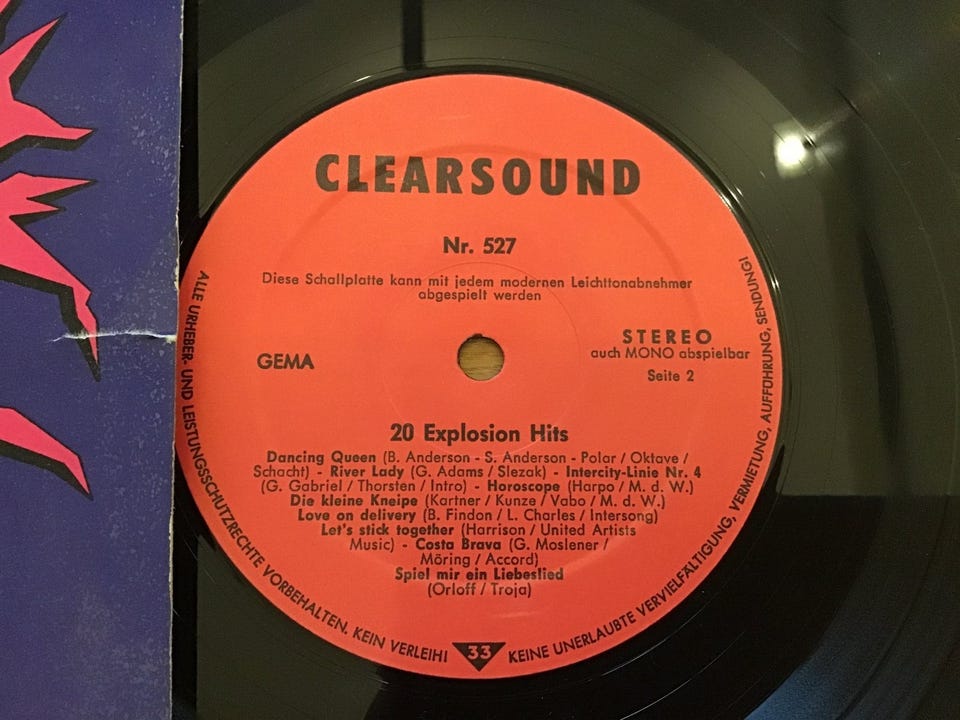 CLEARSOUND
Nr. 527
Diese Schallplatte kann mit jedem modernen Leichttonabnehmer
abgespielt werden
GEMA
STEREO
auch MONO abspielbar
Seite 2
20 Explosion Hits
Dancing Queen (B. Anderson - S. Anderson - Polar / Oktave /
Schacht) - River Lady (G. Adams / Slezak) - Intercity-Linie Nr. 4
(G. Gabriel / Thorsten / Intro) - Horoscope (Harpo / M. d. W.)
Die kleine Kneipe (Kartner / Kunze / Vabo / M. d. W.)
Love on delivery (B. Findon / L. Charles / Intersong)
Let's stick together (Harrison / United Artists
Music) - Costa Brava (G. Moslener /
Möring / Accord)
Spiel mir ein Liebeslied
(Orloff / Troja)
ALLE URHEBER- UND LEISTUNGSSCHUTZRECHTE VORBEHALTEN. KEIN VERLEIH!
33
KEINE UNERLAUBTE VERVIELFÄLTIGUNG, VERMIETUNG, AUFFÜHRUNG, SENDUNG!